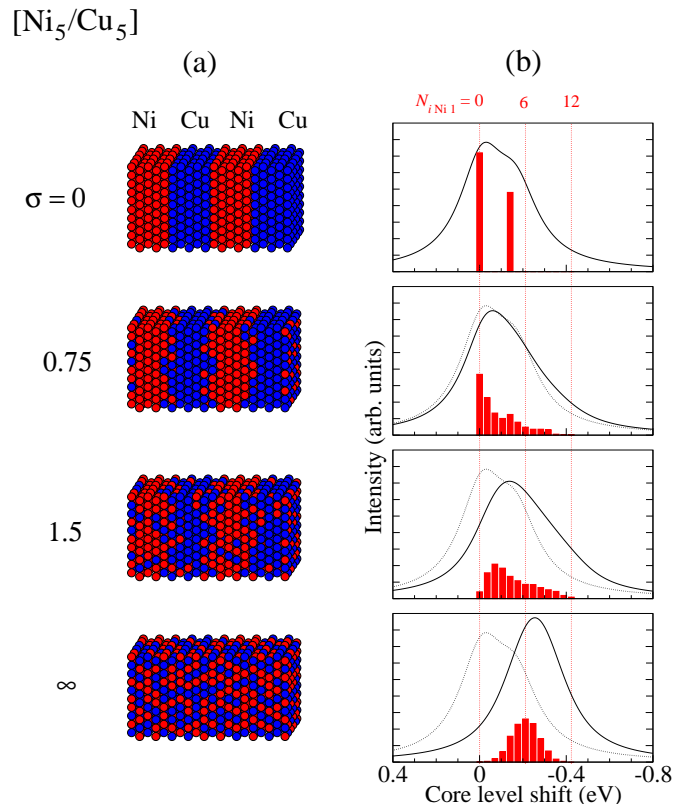 [Ni5/Cu5]
(a) (b)
N i Ni 1 = 0 6 12
Ni Cu Ni Cu
σ = 0
0.75
1.5
∞
Intensity (arb. units)
0.4 0 -0.4 -0.8
Core level shift (eV)